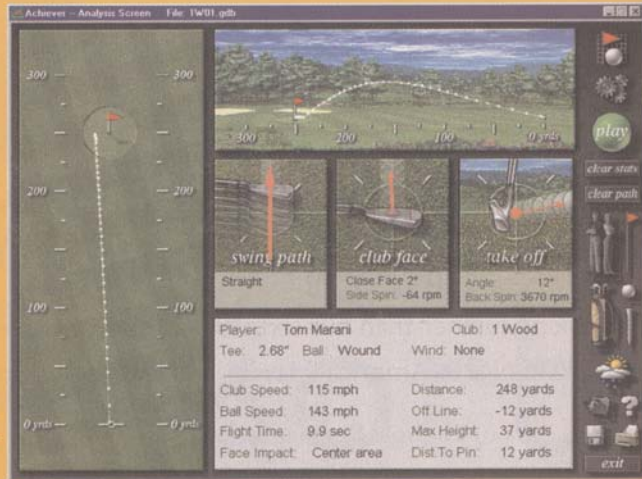 Achiever – Analysis Screen File: 1W01.gdb
300 300
200 200
100 100
0 yrds 0 yrds
300 200 100 0 yrds
swing path
Straight
club face
Close Face 2°
Side Spin: -64 rpm
take off
Angle: 12°
Back Spin: 3670 rpm
play
clear stats
clear path
Player: Tom Marani Club: 1 Wood
Tee: 2.68" Ball: Wound Wind: None
Club Speed: 115 mph Distance: 248 yards
Ball Speed: 143 mph Off Line: -12 yards
Flight Time: 9.9 sec Max Height: 37 yards
Face Impact: Center area Dist.To Pin: 12 yards
?
exit